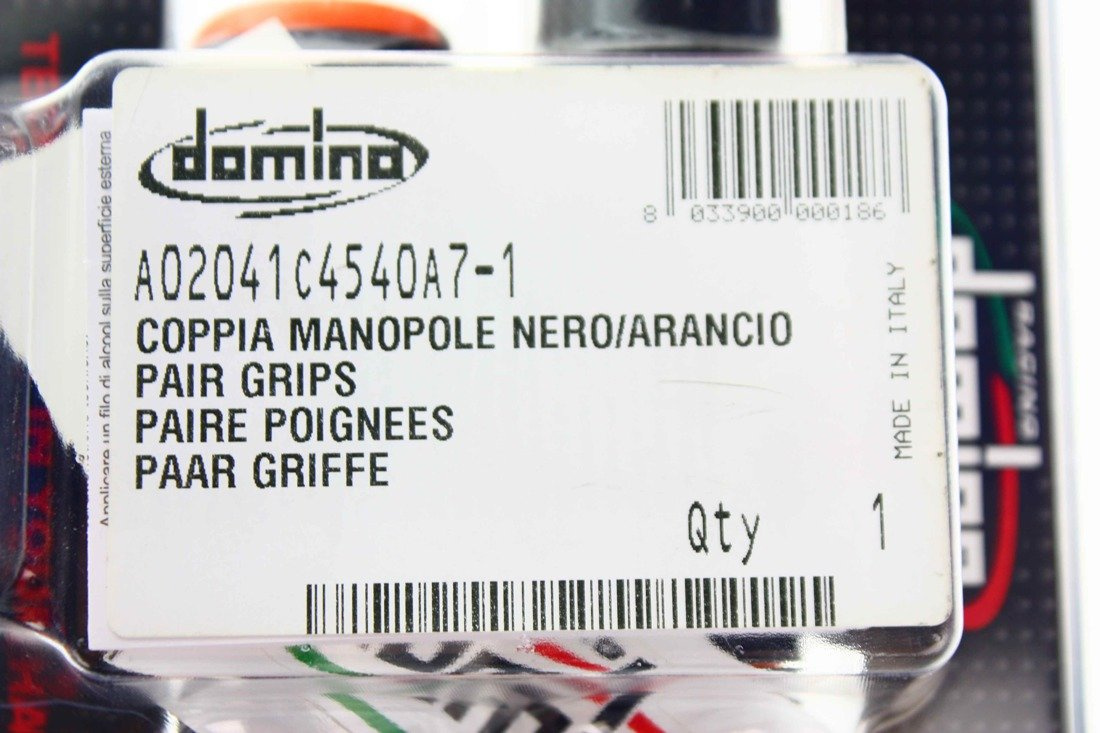 domino
8 033900 000186
A02041C4540A7-1
COPPIA MANOPOLE NERO/ARANCIO
PAIR GRIPS
PAIRE POIGNEES
PAAR GRIFFE
Qty 1
MADE IN ITALY
Applicare un filo di alcool sulla superficie esterna
domino